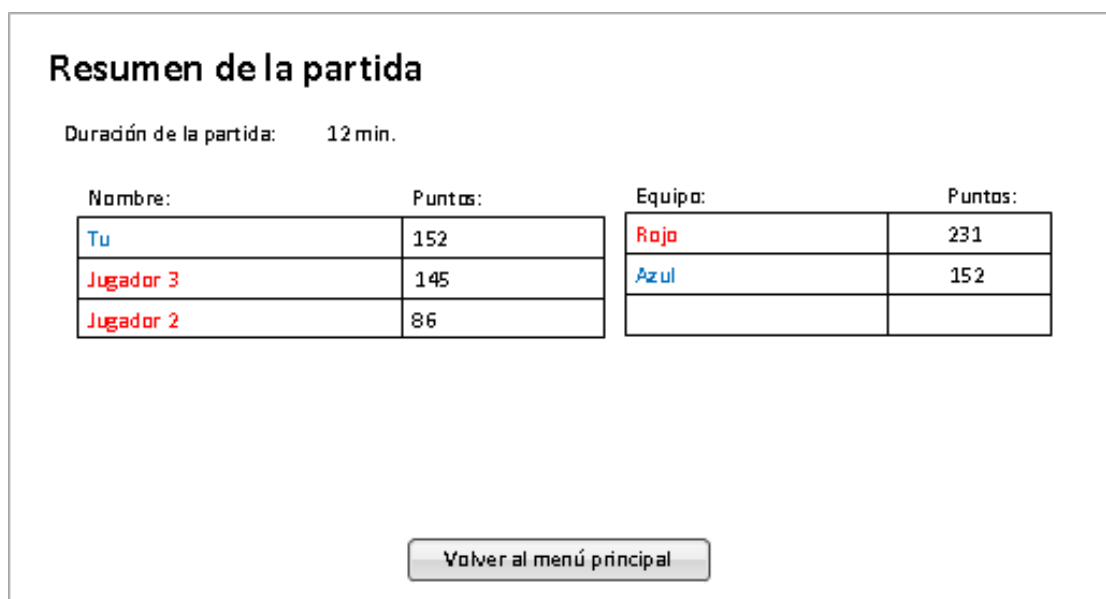 Resumen de la partida
Duración de la partida: 12 min.
Nombre: Puntos: Equipo: Puntos:
Tu 152 Rojo 231
Jugador 3 145 Azul 152
Jugador 2 86
Volver al menú principal